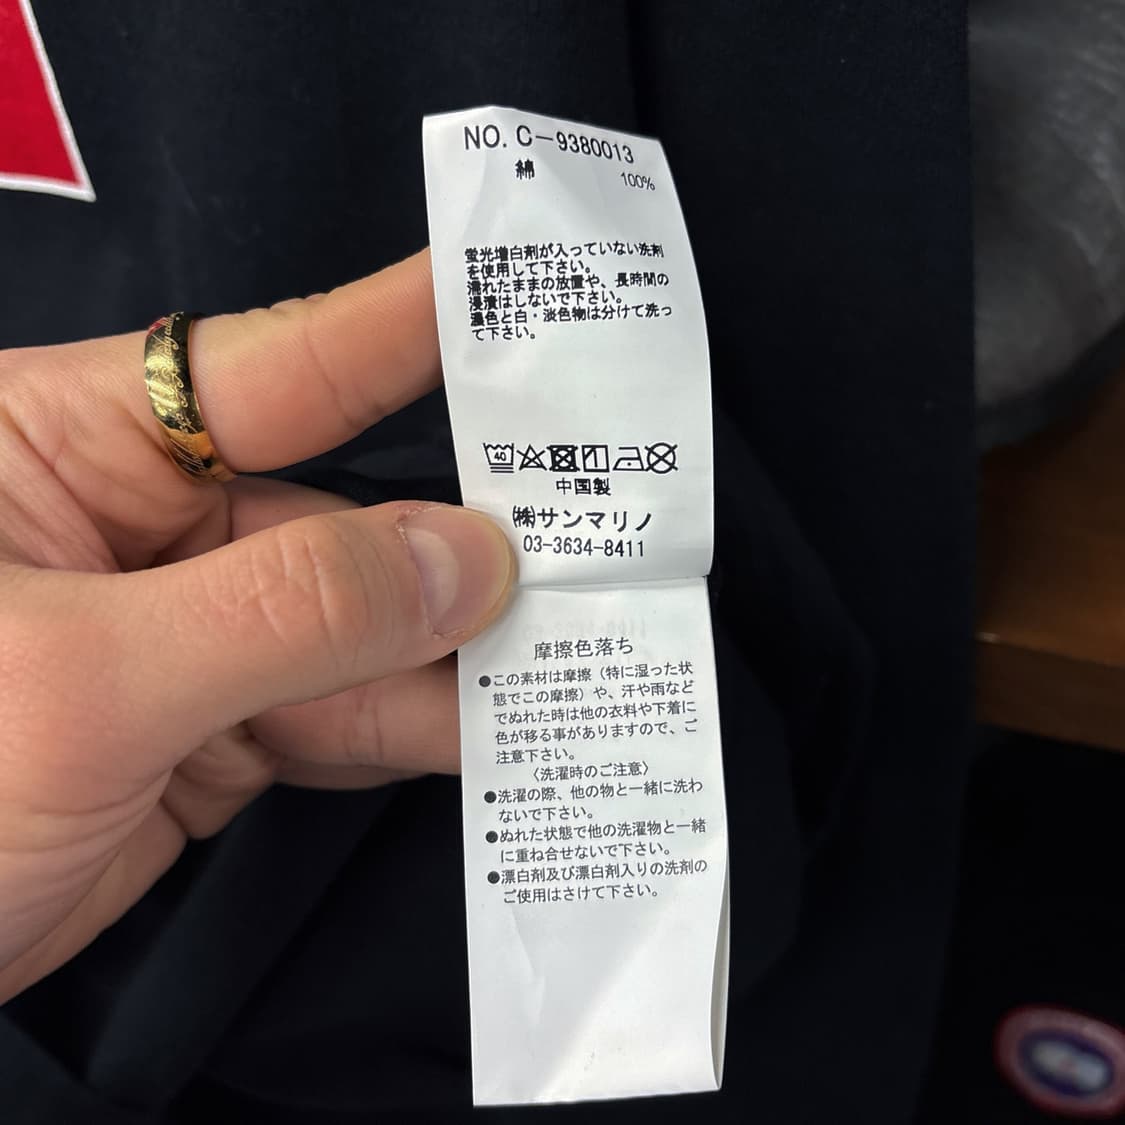 NO. C-9380013
綿 100%
蛍光増白剤が入っていない洗剤
を使用して下さい。
濡れたままの放置や、長時間の
浸漬はしないで下さい。
濃色と白・淡色物は分けて洗っ
て下さい。
40
中国製
㈱サンマリノ
03-3634-8411
摩擦色落ち
●この素材は摩擦（特に湿った状
態でこの摩擦）や、汗や雨など
でぬれた時は他の衣料や下着に
色が移る事がありますので、ご
注意下さい。
〈洗濯時のご注意〉
●洗濯の際、他の物と一緒に洗わ
ないで下さい。
●ぬれた状態で他の洗濯物と一緒
に重ね合せないで下さい。
●漂白剤及び漂白剤入りの洗剤の
ご使用はさけて下さい。